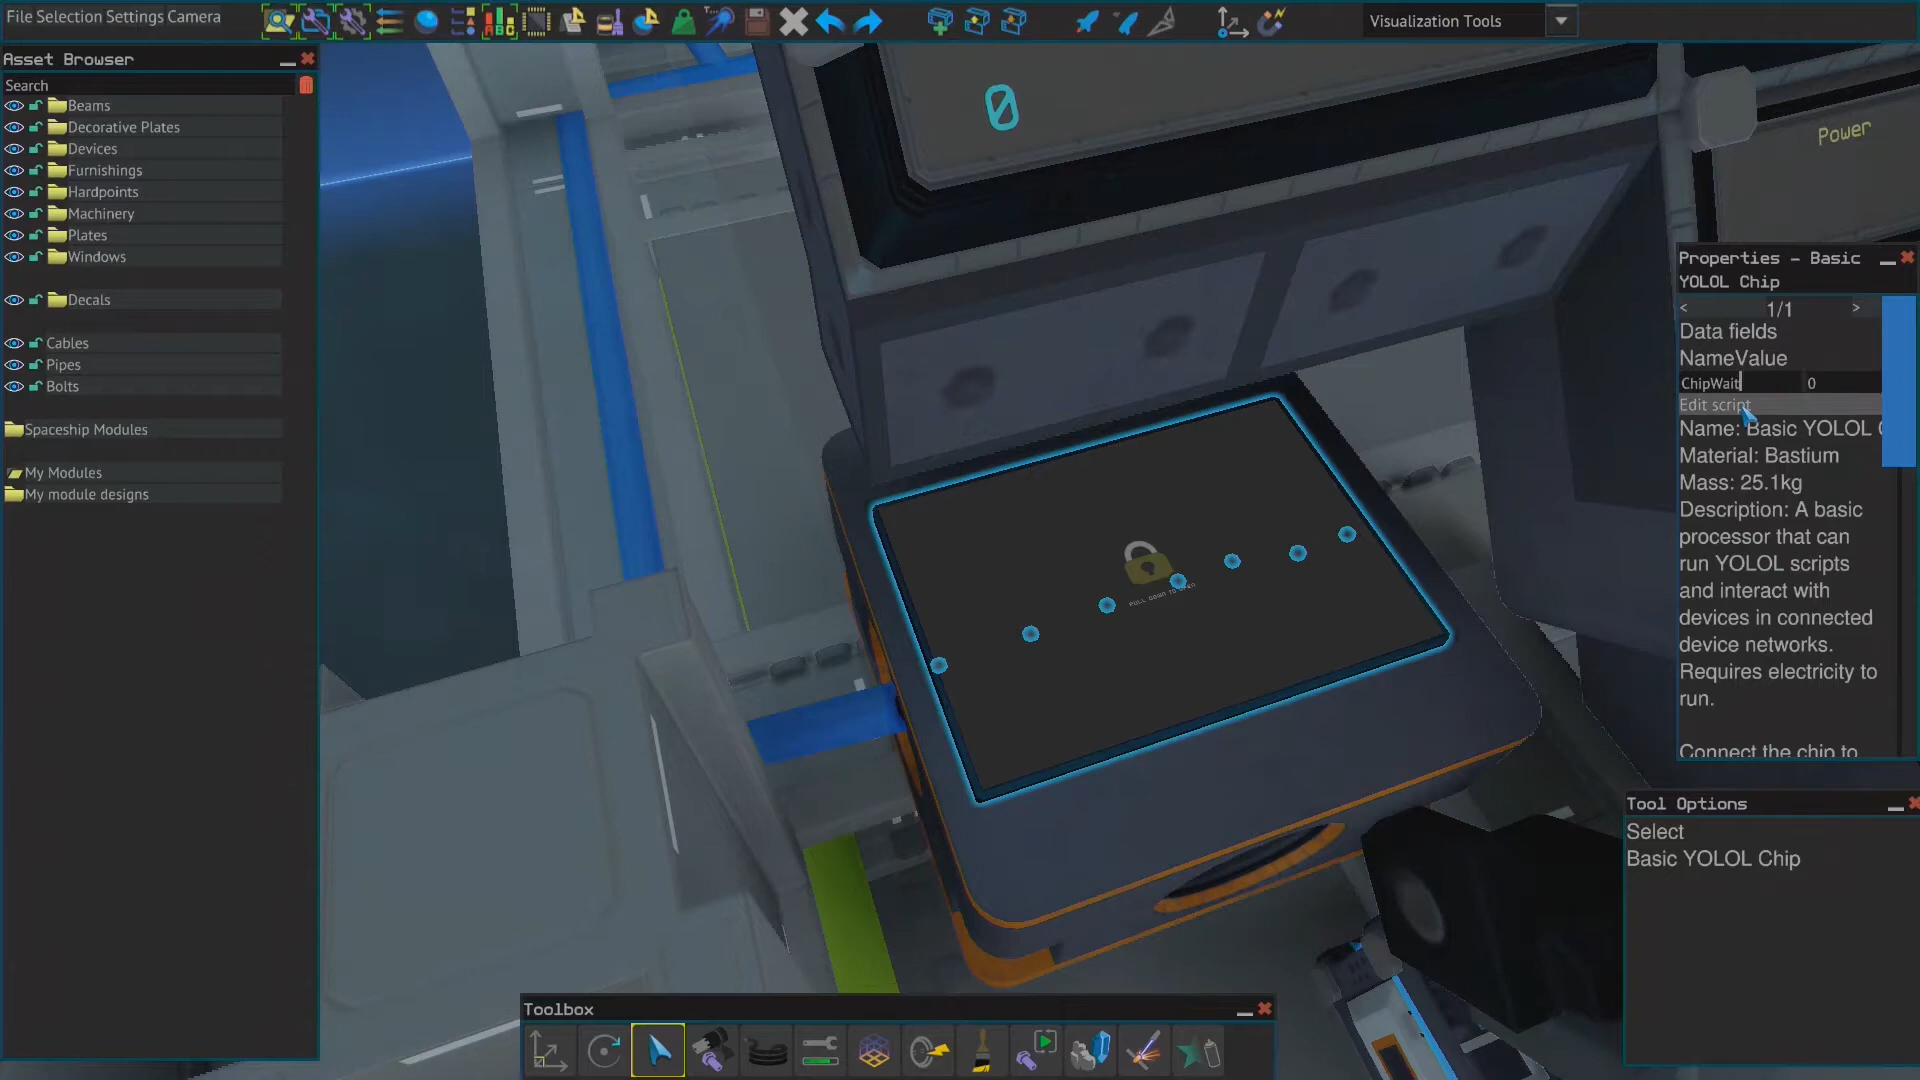 File Selection Settings Camera
Visualization Tools
Asset Browser
Search
Beams
Decorative Plates
Devices
Furnishings
Hardpoints
Machinery
Plates
Windows
Decals
Cables
Pipes
Bolts
Spaceship Modules
My Modules
My module designs
0
Power
PULL DOWN TO OPEN
Properties - Basic
YOLOL Chip
< 1/1 >
Data fields
NameValue
ChipWait 0
Edit script
Name: Basic YOLOL C
Material: Bastium
Mass: 25.1kg
Description: A basic
processor that can
run YOLOL scripts
and interact with
devices in connected
device networks.
Requires electricity to
run.
Connect the chip to
Tool Options
Select
Basic YOLOL Chip
Toolbox